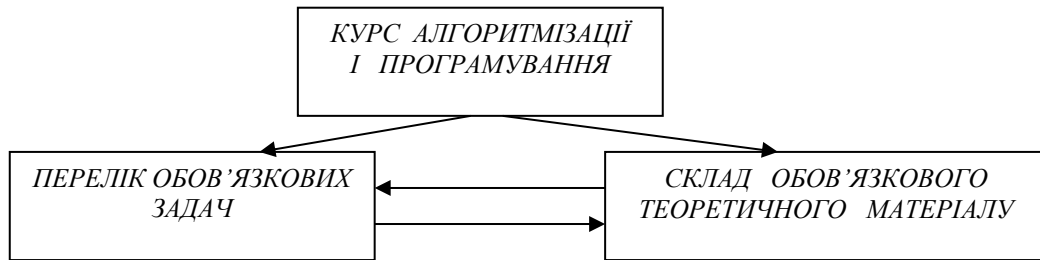 КУРС АЛГОРИТМІЗАЦІЇ
І ПРОГРАМУВАННЯ
ПЕРЕЛІК ОБОВ’ЯЗКОВИХ
ЗАДАЧ
СКЛАД ОБОВ’ЯЗКОВОГО
ТЕОРЕТИЧНОГО МАТЕРІАЛУ